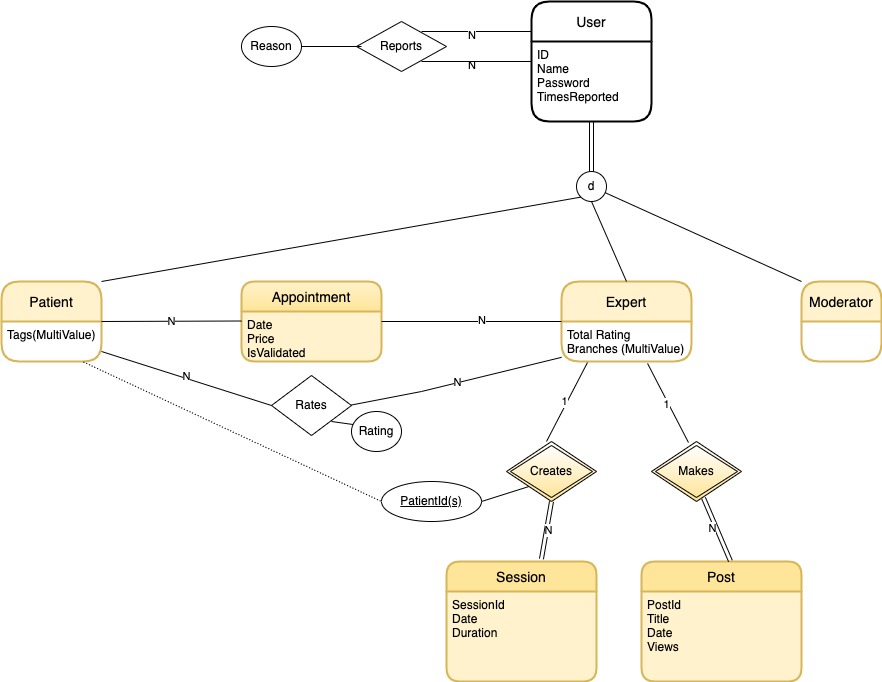 User
ID
Name
Password
TimesReported
Reason
Reports
N
N
d
Patient
Tags(MultiValue)
N
Appointment
Date
Price
IsValidated
N
Expert
Total Rating
Branches (MultiValue)
Moderator
N
Rates
N
Rating
1
1
Creates
Makes
PatientId(s)
N
N
Session
SessionId
Date
Duration
Post
PostId
Title
Date
Views